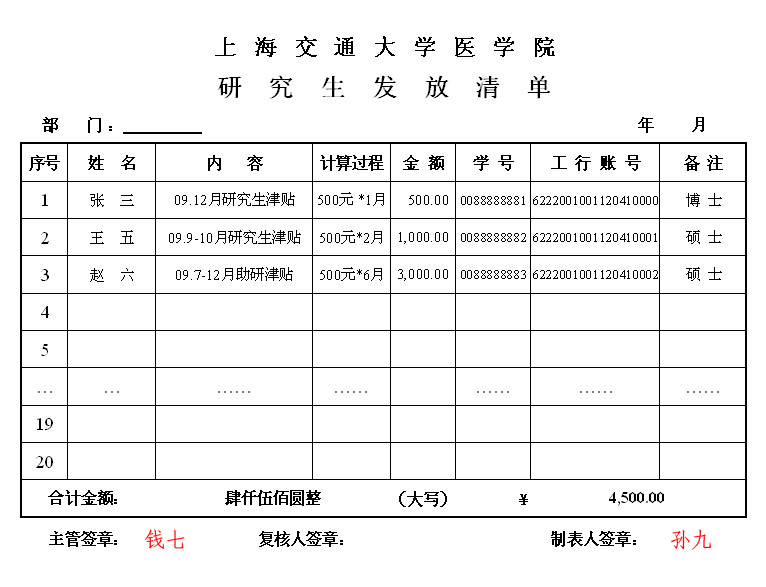 上 海 交 通 大 学 医 学 院
研 究 生 发 放 清 单
部 门：_________ 年 月
序号 姓 名 内 容 计算过程 金 额 学 号 工 行 账 号 备 注
1 张 三 09.12月研究生津贴 500元 *1月 500.00 0088888881 6222001001120410000 博 士
2 王 五 09.9-10月研究生津贴 500元*2月 1,000.00 0088888882 6222001001120410001 硕 士
3 赵 六 09.7-12月助研津贴 500元*6月 3,000.00 0088888883 6222001001120410002 硕 士
4
5
… … …… …… …… …… ……
19
20
合计金额： 肆仟伍佰圆整 （大写） ¥ 4,500.00
主管签章： 钱七 复核人签章： 制表人签章： 孙九